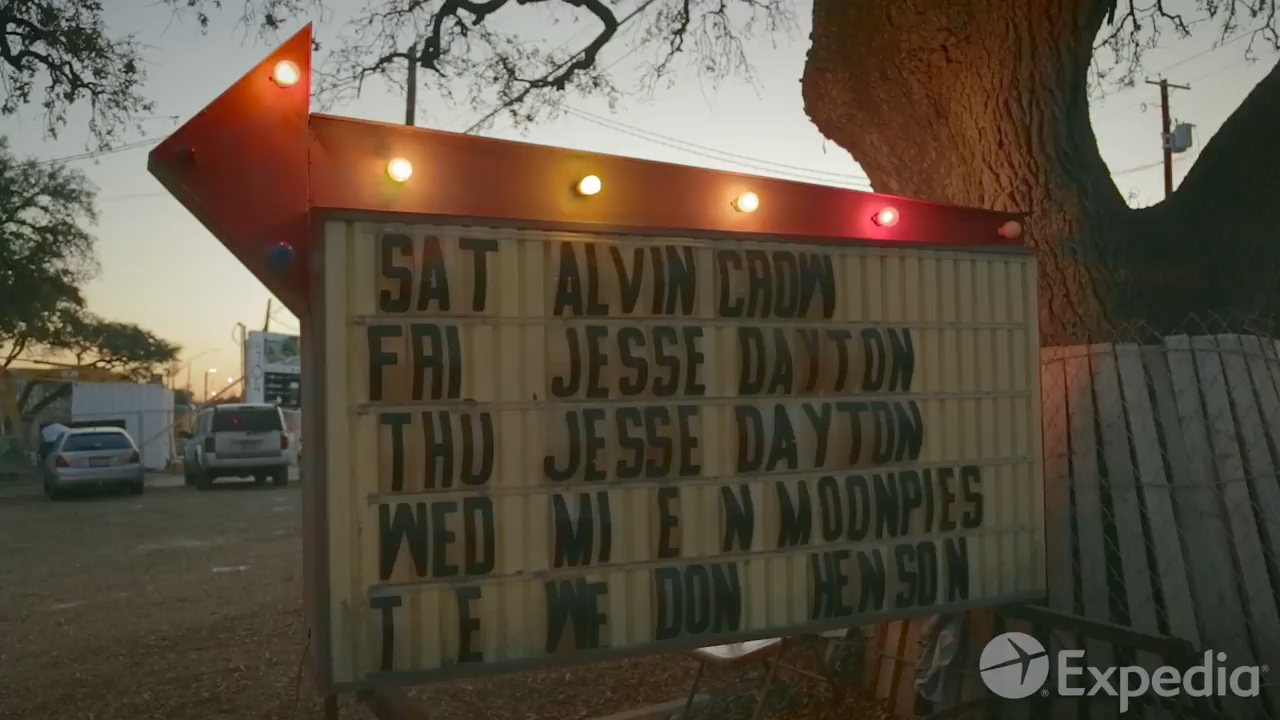 SAT ALVIN CROW
FRI JESSE DAYTON
THU JESSE DAYTON
WED MI E N MOONPIES
T E WE DON HENSON
Expedia